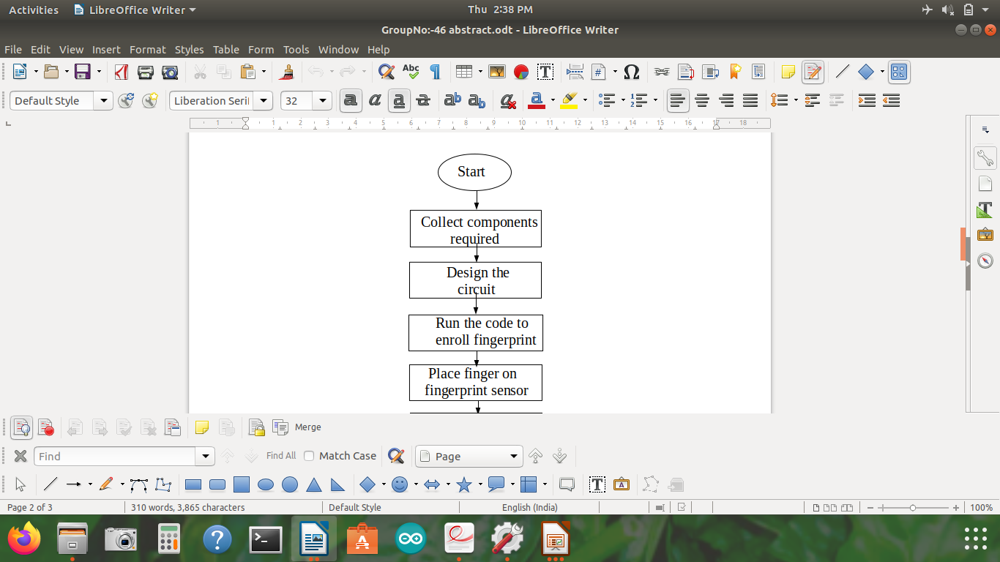 Activities LibreOffice Writer Thu 2:38 PM
GroupNo:-46 abstract.odt - LibreOffice Writer
File Edit View Insert Format Styles Table Form Tools Window Help
Abc
Default Style Liberation Seri 32
1 1 2 3 4 5 6 7 8 9 10 11 12 13 14 15 16 17 18
Start
Collect components
required
Design the
circuit
Run the code to
enroll fingerprint
Place finger on
fingerprint sensor
Merge
Find Find All Match Case Page
Page 2 of 3 310 words, 3,865 characters Default Style English (India) 100%